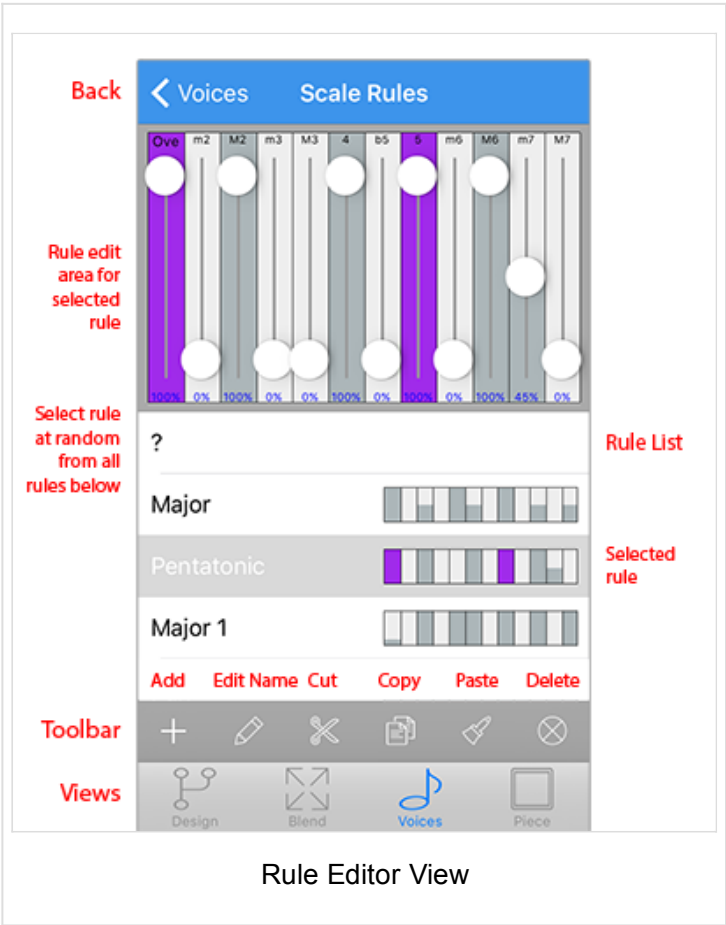 Back
Voices Scale Rules
Ove m2 M2 m3 M3 4 b5 5 m6 M6 m7 M7
Rule edit
area for
selected
rule
100% 0% 100% 0% 0% 100% 0% 100% 0% 100% 45% 0%
Select rule
at random
from all
rules below
?
Rule List
Major
Pentatonic
Selected
rule
Major 1
Add Edit Name Cut Copy Paste Delete
Toolbar
Views
Design Blend Voices Piece
Rule Editor View